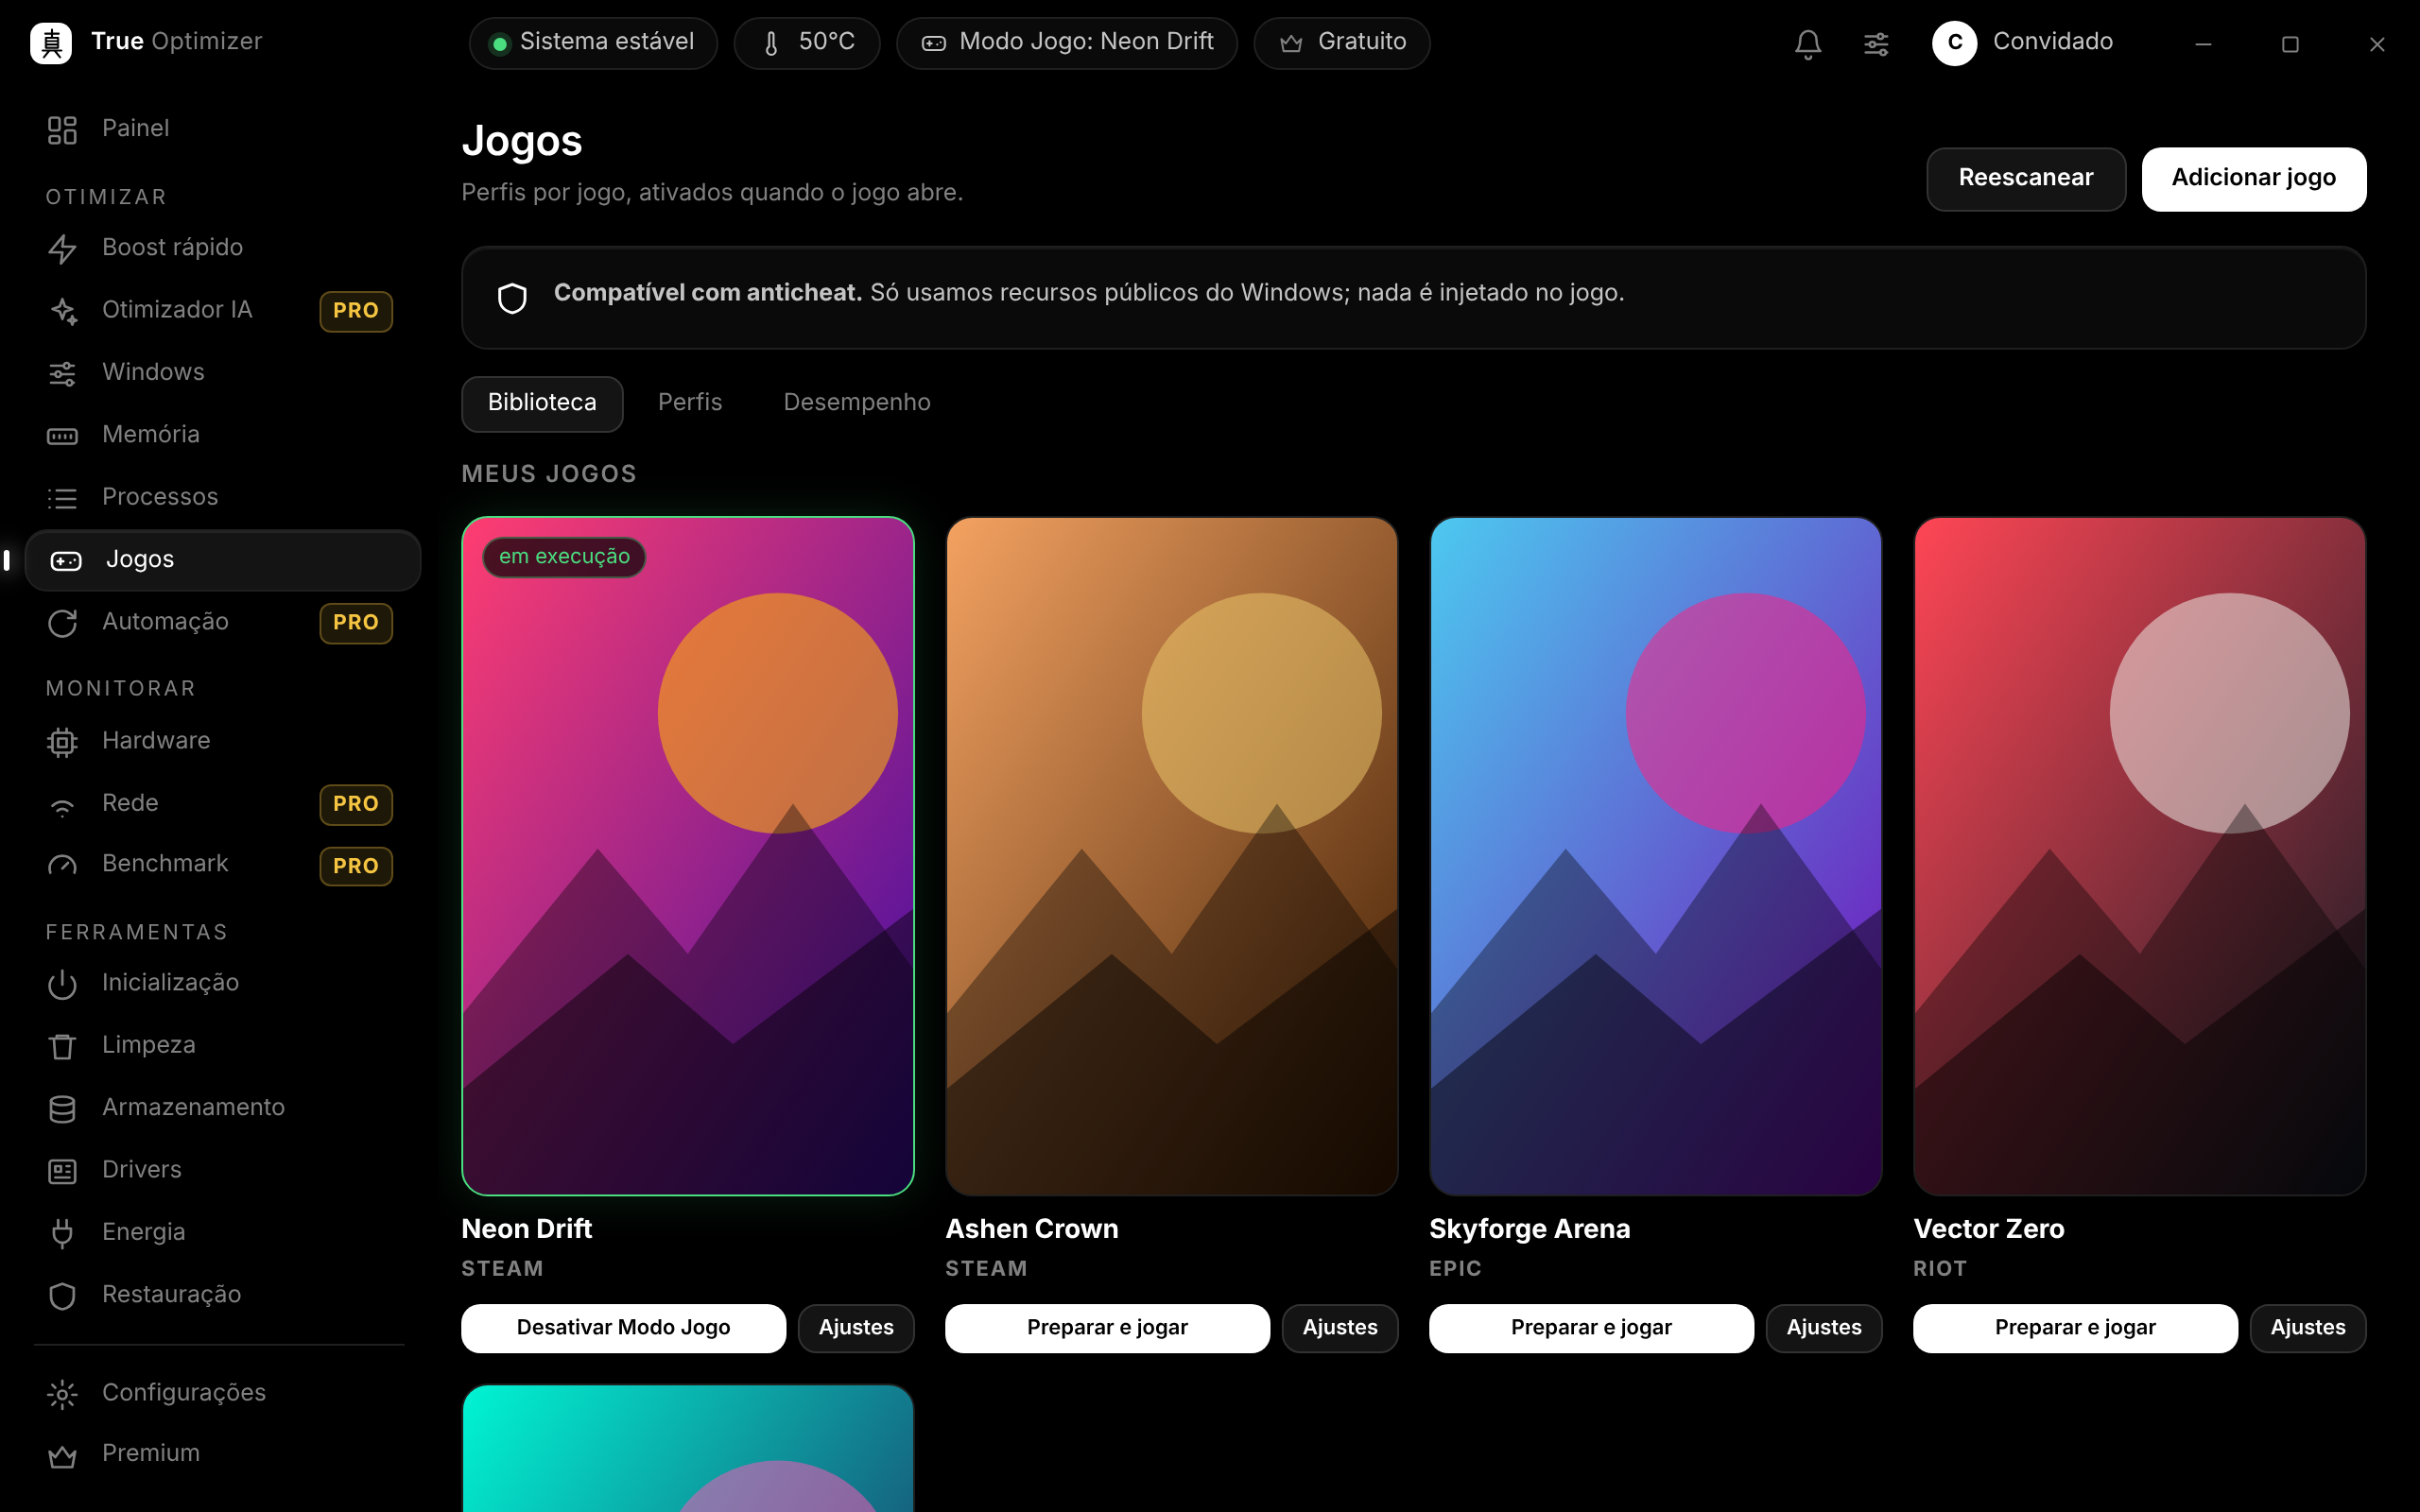 真 True Optimizer
Sistema estável
50°C
Modo Jogo: Neon Drift
Gratuito
C Convidado
Painel
OTIMIZAR
Boost rápido
Otimizador IA PRO
Windows
Memória
Processos
Jogos
Automação PRO
MONITORAR
Hardware
Rede PRO
Benchmark PRO
FERRAMENTAS
Inicialização
Limpeza
Armazenamento
Drivers
Energia
Restauração
Configurações
Premium
Jogos
Perfis por jogo, ativados quando o jogo abre.
Reescanear
Adicionar jogo
Compatível com anticheat. Só usamos recursos públicos do Windows; nada é injetado no jogo.
Biblioteca Perfis Desempenho
MEUS JOGOS
em execução
Neon Drift
STEAM
Desativar Modo Jogo Ajustes
Ashen Crown
STEAM
Preparar e jogar Ajustes
Skyforge Arena
EPIC
Preparar e jogar Ajustes
Vector Zero
RIOT
Preparar e jogar Ajustes